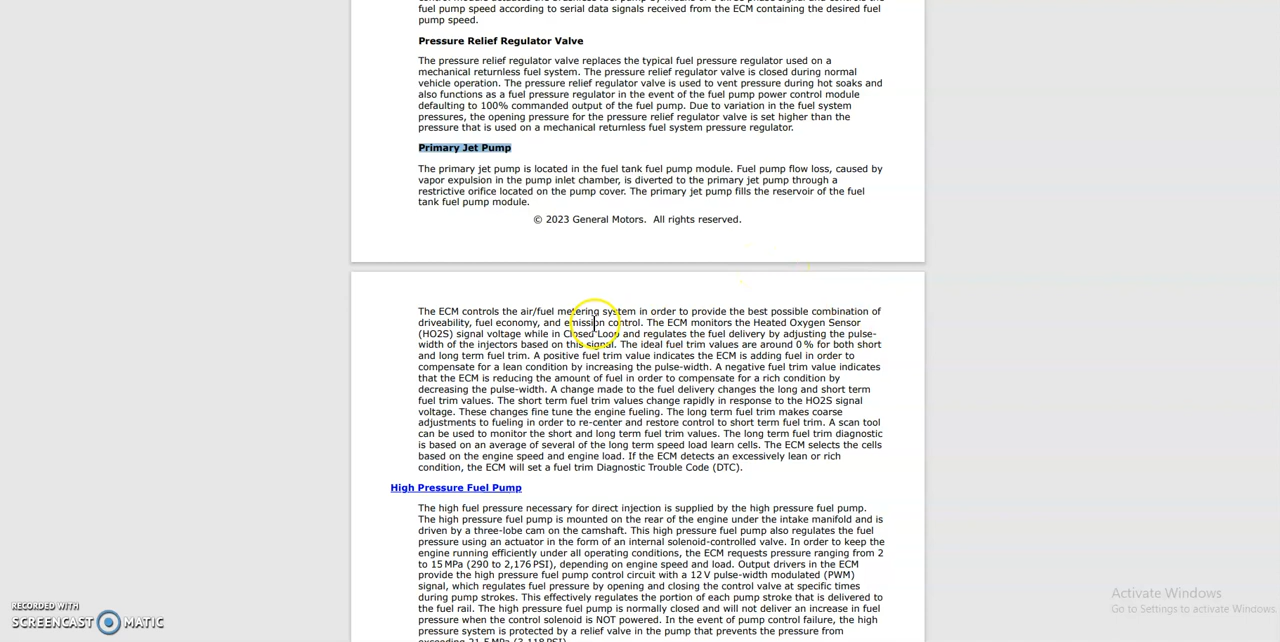 fuel pump speed according to serial data signals received from the ECM containing the desired fuel
pump speed.
Pressure Relief Regulator Valve
The pressure relief regulator valve replaces the typical fuel pressure regulator used on a
mechanical returnless fuel system. The pressure relief regulator valve is closed during normal
vehicle operation. The pressure relief regulator valve is used to vent pressure during hot soaks and
also functions as a fuel pressure regulator in the event of the fuel pump power control module
defaulting to 100% commanded output of the fuel pump. Due to variation in the fuel system
pressures, the opening pressure for the pressure relief regulator valve is set higher than the
pressure that is used on a mechanical returnless fuel system pressure regulator.
Primary Jet Pump
The primary jet pump is located in the fuel tank fuel pump module. Fuel pump flow loss, caused by
vapor expulsion in the pump inlet chamber, is diverted to the primary jet pump through a
restrictive orifice located on the pump cover. The primary jet pump fills the reservoir of the fuel
tank fuel pump module.
© 2023 General Motors. All rights reserved.
The ECM controls the air/fuel metering system in order to provide the best possible combination of
driveability, fuel economy, and emission control. The ECM monitors the Heated Oxygen Sensor
(HO2S) signal voltage while in Closed Loop and regulates the fuel delivery by adjusting the pulse-
width of the injectors based on this signal. The ideal fuel trim values are around 0 % for both short
and long term fuel trim. A positive fuel trim value indicates the ECM is adding fuel in order to
compensate for a lean condition by increasing the pulse-width. A negative fuel trim value indicates
that the ECM is reducing the amount of fuel in order to compensate for a rich condition by
decreasing the pulse-width. A change made to the fuel delivery changes the long and short term
fuel trim values. The short term fuel trim values change rapidly in response to the HO2S signal
voltage. These changes fine tune the engine fueling. The long term fuel trim makes coarse
adjustments to fueling in order to re-center and restore control to short term fuel trim. A scan tool
can be used to monitor the short and long term fuel trim values. The long term fuel trim diagnostic
is based on an average of several of the long term speed load learn cells. The ECM selects the cells
based on the engine speed and engine load. If the ECM detects an excessively lean or rich
condition, the ECM will set a fuel trim Diagnostic Trouble Code (DTC).
High Pressure Fuel Pump
The high fuel pressure necessary for direct injection is supplied by the high pressure fuel pump.
The high pressure fuel pump is mounted on the rear of the engine under the intake manifold and is
driven by a three-lobe cam on the camshaft. This high pressure fuel pump also regulates the fuel
pressure using an actuator in the form of an internal solenoid-controlled valve. In order to keep the
engine running efficiently under all operating conditions, the ECM requests pressure ranging from 2
to 15 MPa (290 to 2,176 PSI), depending on engine speed and load. Output drivers in the ECM
provide the high pressure fuel pump control circuit with a 12 V pulse-width modulated (PWM)
signal, which regulates fuel pressure by opening and closing the control valve at specific times
during pump strokes. This effectively regulates the portion of each pump stroke that is delivered to
the fuel rail. The high pressure fuel pump is normally closed and will not deliver an increase in fuel
pressure when the control solenoid is NOT powered. In the event of pump control failure, the high
pressure system is protected by a relief valve in the pump that prevents the pressure from
exceeding 21.5 MPa (3,118 PSI).
Activate Windows
Go to Settings to activate Windows.
RECORDED WITH
SCREENCAST MATIC